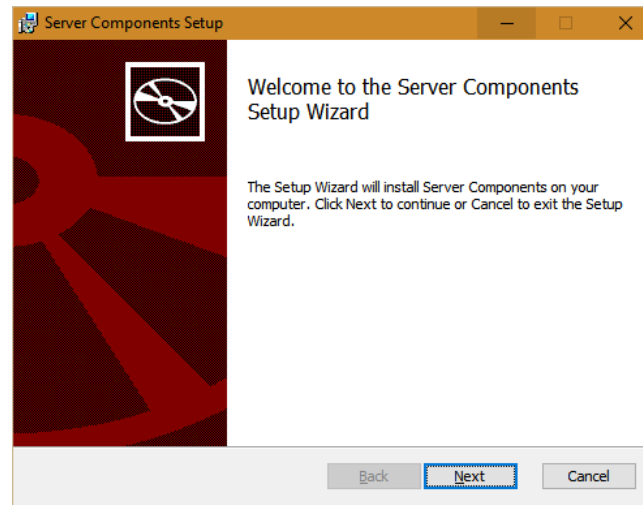 Server Components Setup
Welcome to the Server Components
Setup Wizard
The Setup Wizard will install Server Components on your
computer. Click Next to continue or Cancel to exit the Setup
Wizard.
Back Next Cancel